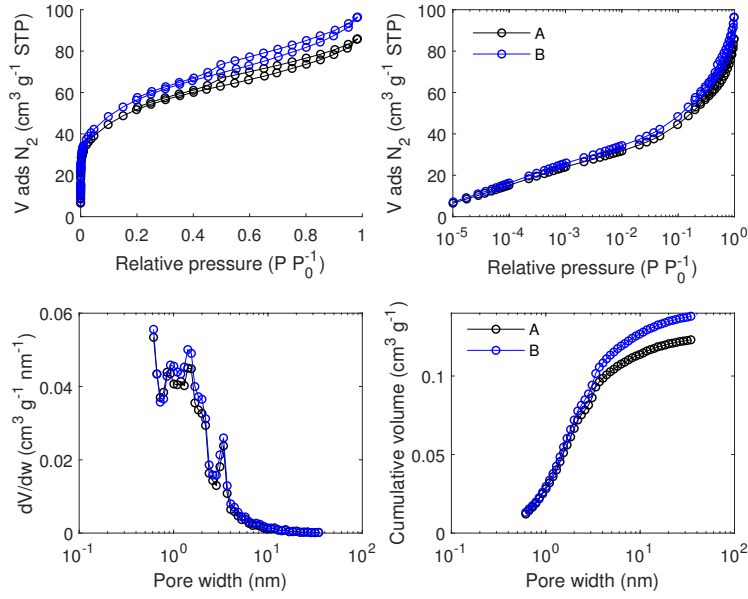 100
80
60
40
20
0
V ads N₂ (cm³ g⁻¹ STP)
0 0.2 0.4 0.6 0.8 1
Relative pressure (P P₀⁻¹)
100
80
60
40
20
0
V ads N₂ (cm³ g⁻¹ STP)
A
B
10⁻⁵ 10⁻⁴ 10⁻³ 10⁻² 10⁻¹ 10⁰
Relative pressure (P P₀⁻¹)
0.06
0.04
0.02
0
dV/dw (cm³ g⁻¹ nm⁻¹)
10⁻¹ 10⁰ 10¹ 10²
Pore width (nm)
0.1
0.05
0
Cumulative volume (cm³ g⁻¹)
A
B
10⁻¹ 10⁰ 10¹ 10²
Pore width (nm)